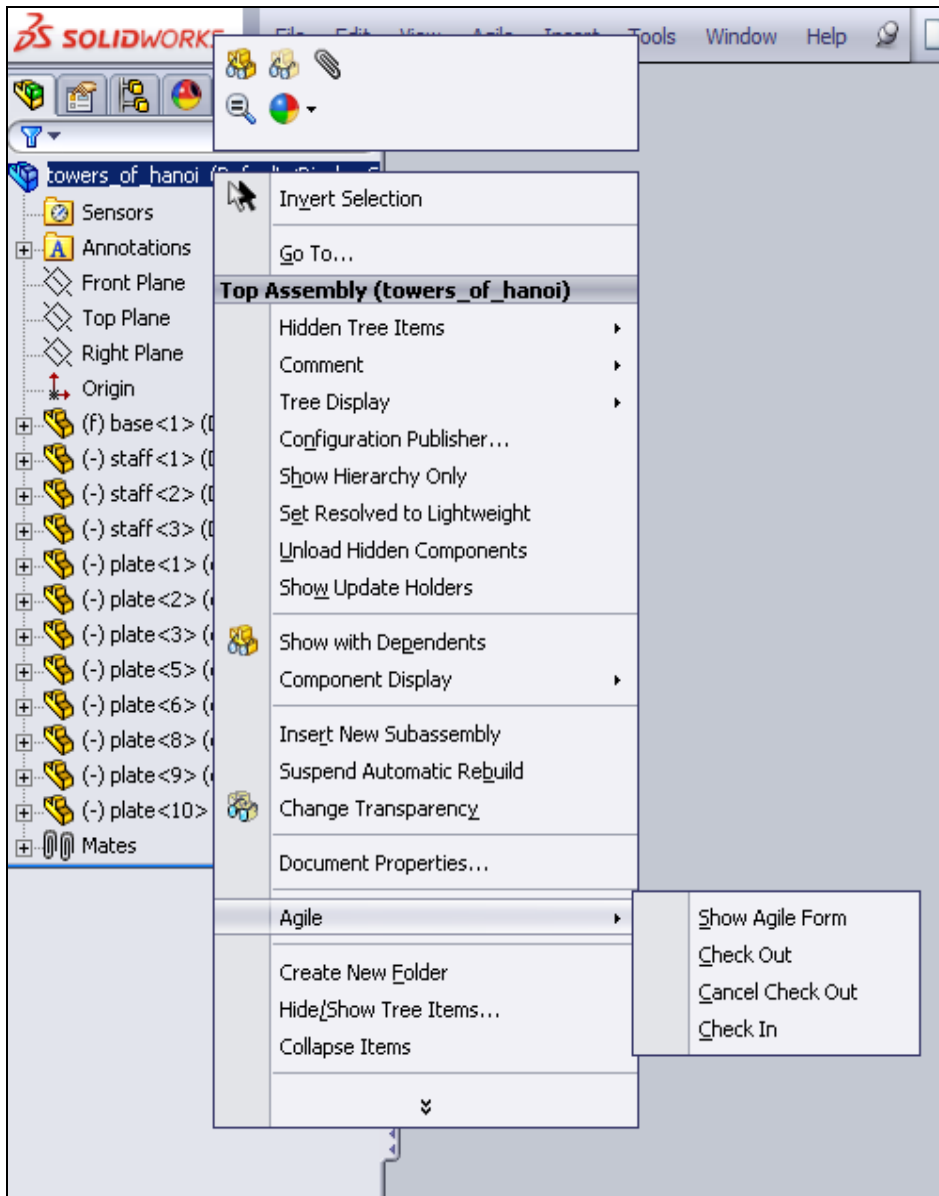 SOLIDWORKS
Tools Window Help
towers_of_hanoi
Sensors
Annotations
Front Plane
Top Plane
Right Plane
Origin
(f) base<1>
(-) staff<1>
(-) staff<2>
(-) staff<3>
(-) plate<1>
(-) plate<2>
(-) plate<3>
(-) plate<5>
(-) plate<6>
(-) plate<8>
(-) plate<9>
(-) plate<10>
Mates
Invert Selection
Go To...
Top Assembly (towers_of_hanoi)
Hidden Tree Items
Comment
Tree Display
Configuration Publisher...
Show Hierarchy Only
Set Resolved to Lightweight
Unload Hidden Components
Show Update Holders
Show with Dependents
Component Display
Insert New Subassembly
Suspend Automatic Rebuild
Change Transparency
Document Properties...
Agile
Create New Folder
Hide/Show Tree Items...
Collapse Items
Show Agile Form
Check Out
Cancel Check Out
Check In